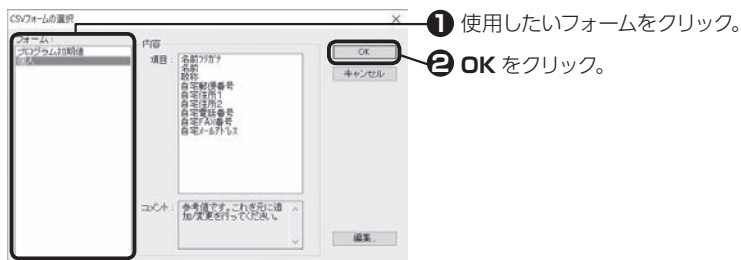 CSVフォームの選択
フォーム:
プログラム初期値
個人
内容
項目:
名前フリガナ
名前
敬称
自宅郵便番号
自宅住所1
自宅住所2
自宅電話番号
自宅FAX番号
自宅メールアドレス
コメント:
参考値です。これを元に追
加/変更を行ってください。
OK
キャンセル
編集...
❶ 使用したいフォームをクリック。
❷ OK をクリック。